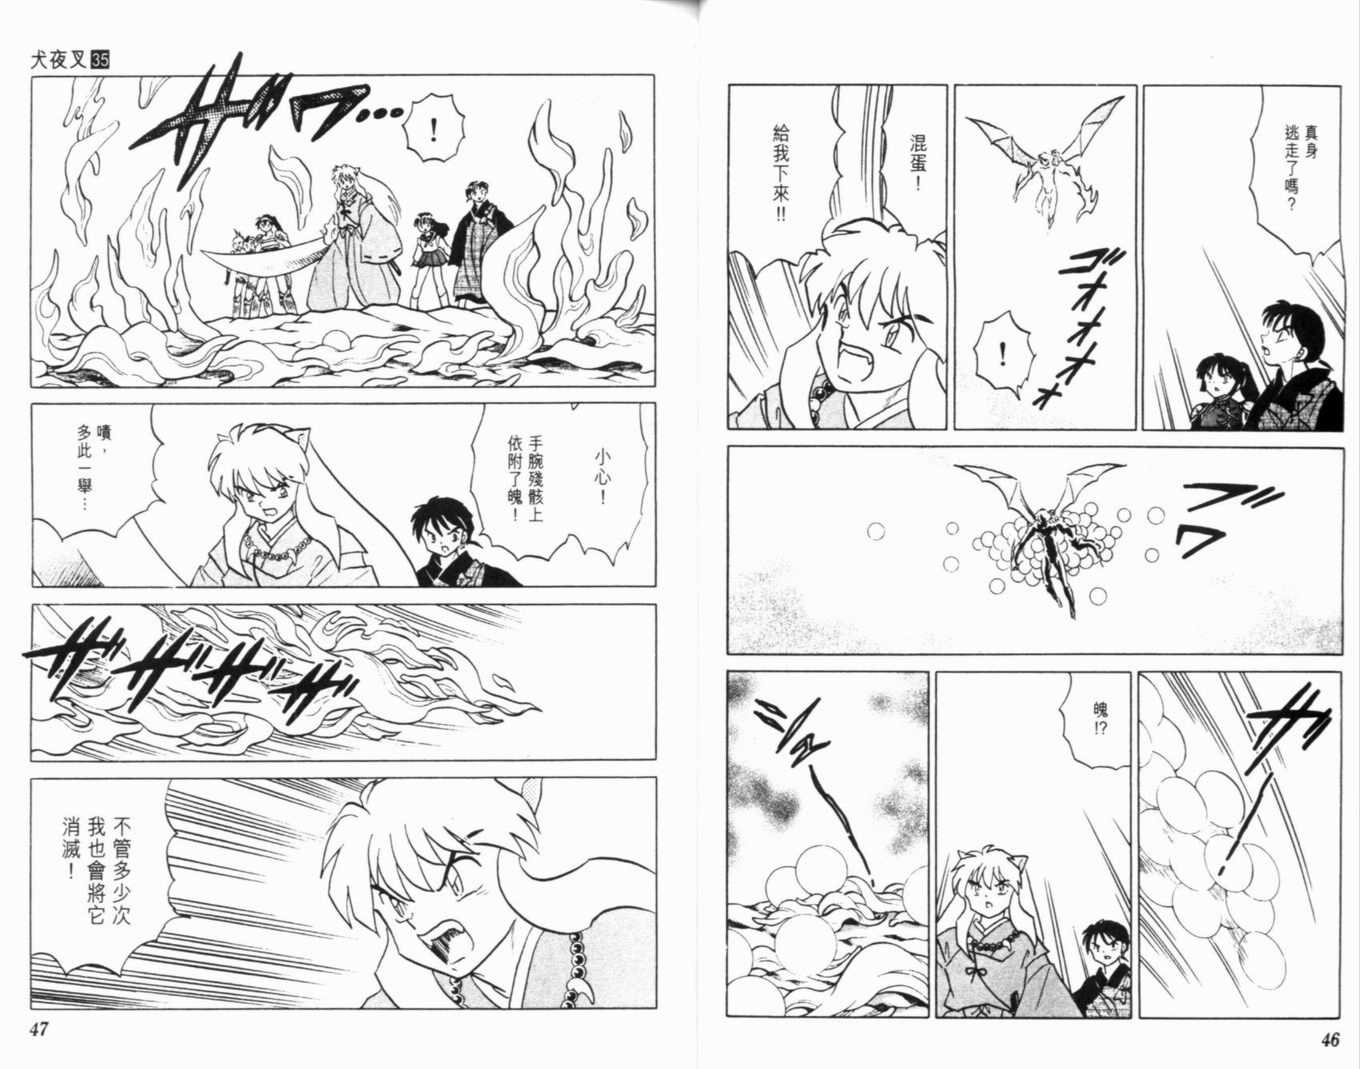 真身
逃走了嗎?
ゴオオオオ
!
混蛋!
給我下來!!
ブワ
ザ
魄!?
シュ
46
犬夜叉35
ザワ…
!
小心!
手腕殘骸上
依附了魄!
嘖,
多此一舉…
ザザザザ
不管多少次
我也會將它
消滅!
47